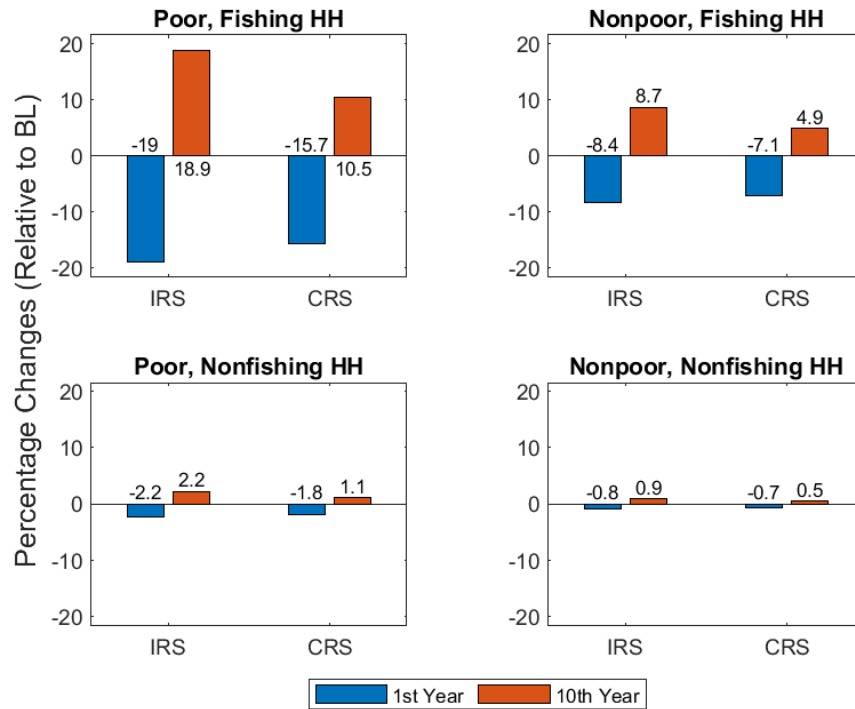 Poor, Fishing HH
Nonpoor, Fishing HH
Percentage Changes (Relative to BL)
20
10
0
-10
-20
-19
18.9
-15.7
10.5
IRS
CRS
20
10
0
-10
-20
-8.4
8.7
-7.1
4.9
IRS
CRS
Poor, Nonfishing HH
Nonpoor, Nonfishing HH
20
10
0
-10
-20
-2.2
2.2
-1.8
1.1
IRS
CRS
20
10
0
-10
-20
-0.8
0.9
-0.7
0.5
IRS
CRS
1st Year
10th Year